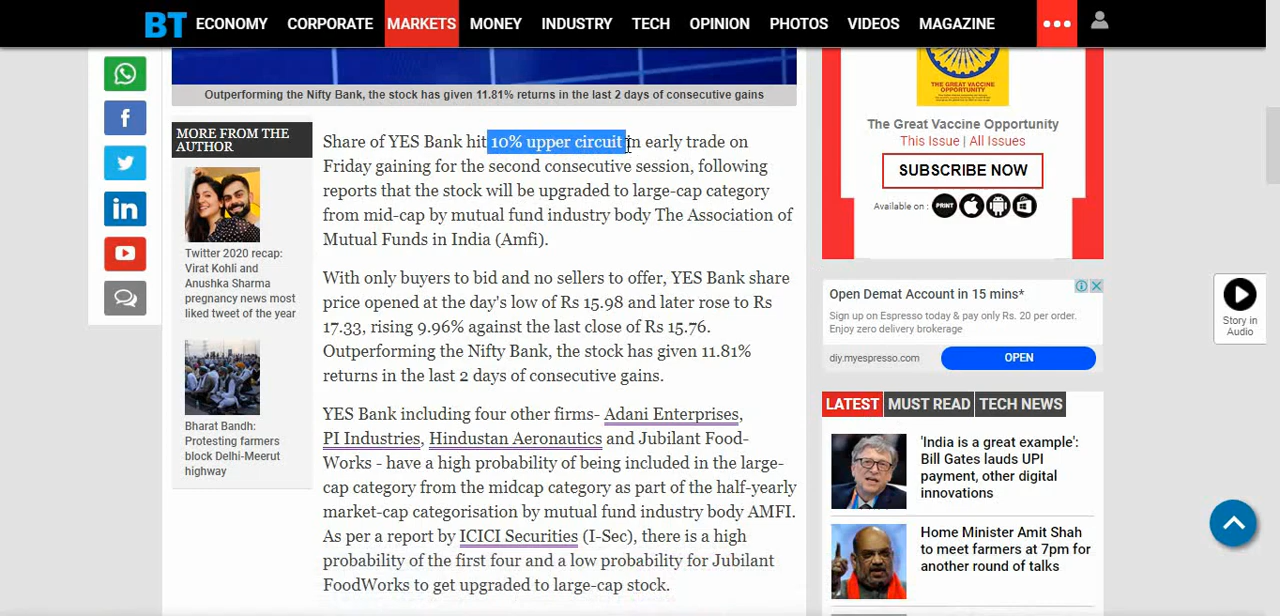 BT ECONOMY CORPORATE MARKETS MONEY INDUSTRY TECH OPINION PHOTOS VIDEOS MAGAZINE
Outperforming the Nifty Bank, the stock has given 11.81% returns in the last 2 days of consecutive gains
MORE FROM THE
AUTHOR
Twitter 2020 recap:
Virat Kohli and
Anushka Sharma
pregnancy news most
liked tweet of the year
Bharat Bandh:
Protesting farmers
block Delhi-Meerut
highway
Share of YES Bank hit 10% upper circuit in early trade on
Friday gaining for the second consecutive session, following
reports that the stock will be upgraded to large-cap category
from mid-cap by mutual fund industry body The Association of
Mutual Funds in India (Amfi).
With only buyers to bid and no sellers to offer, YES Bank share
price opened at the day's low of Rs 15.98 and later rose to Rs
17.33, rising 9.96% against the last close of Rs 15.76.
Outperforming the Nifty Bank, the stock has given 11.81%
returns in the last 2 days of consecutive gains.
YES Bank including four other firms- Adani Enterprises,
PI Industries, Hindustan Aeronautics and Jubilant Food-
Works - have a high probability of being included in the large-
cap category from the midcap category as part of the half-yearly
market-cap categorisation by mutual fund industry body AMFI.
As per a report by ICICI Securities (I-Sec), there is a high
probability of the first four and a low probability for Jubilant
FoodWorks to get upgraded to large-cap stock.
THE GREAT VACCINE
OPPORTUNITY
The Great Vaccine Opportunity
This Issue | All Issues
SUBSCRIBE NOW
Available on : PRINT
Open Demat Account in 15 mins*
Sign up on Espresso today & pay only Rs. 20 per order.
Enjoy zero delivery brokerage
diy.myespresso.com OPEN
Story in
Audio
LATEST MUST READ TECH NEWS
'India is a great example':
Bill Gates lauds UPI
payment, other digital
innovations
Home Minister Amit Shah
to meet farmers at 7pm for
another round of talks